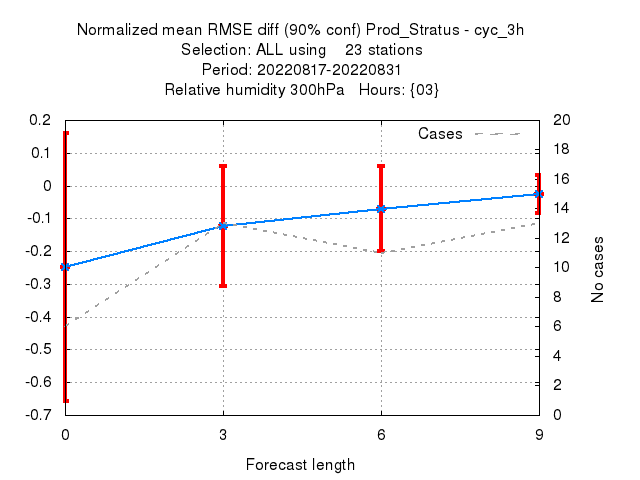 Normalized mean RMSE diff (90% conf) Prod_Stratus - cyc_3h
Selection: ALL using 23 stations
Period: 20220817-20220831
Relative humidity 300hPa Hours: {03}
Cases
0.2
0.1
0
-0.1
-0.2
-0.3
-0.4
-0.5
-0.6
-0.7
20
18
16
14
12
10
8
6
4
2
0
No cases
0 3 6 9
Forecast length